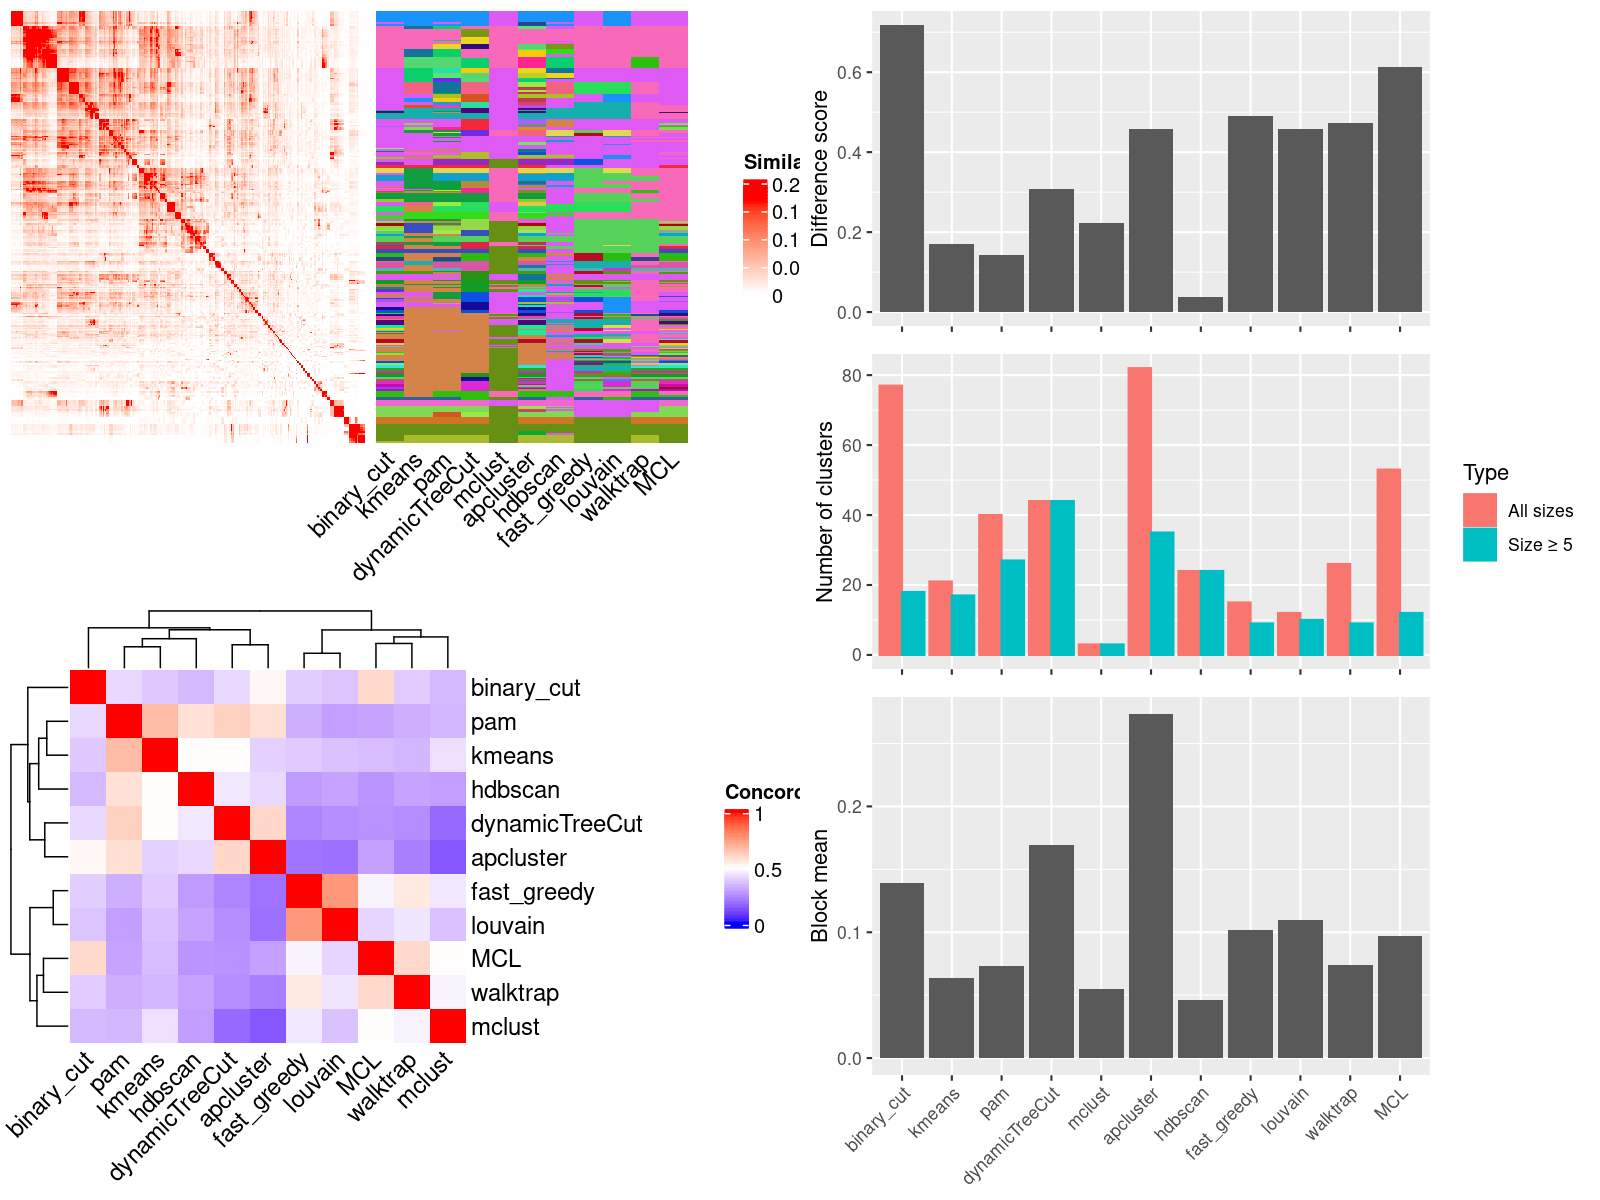 Simila
0.2
0.1
0.1
0.0
0
binary_cut
kmeans
pam
dynamicTreeCut
mclust
apcluster
hdbscan
fast_greedy
louvain
walktrap
MCL
Difference score
0.6
0.4
0.2
0.0
Number of clusters
80
60
40
20
0
Type
All sizes
Size ≥ 5
binary_cut
pam
kmeans
hdbscan
dynamicTreeCut
apcluster
fast_greedy
louvain
MCL
walktrap
mclust
binary_cut
pam
kmeans
hdbscan
dynamicTreeCut
apcluster
fast_greedy
louvain
MCL
walktrap
mclust
Concord
1
0.5
0
Block mean
0.2
0.1
0.0
binary_cut
kmeans
pam
dynamicTreeCut
mclust
apcluster
hdbscan
fast_greedy
louvain
walktrap
MCL